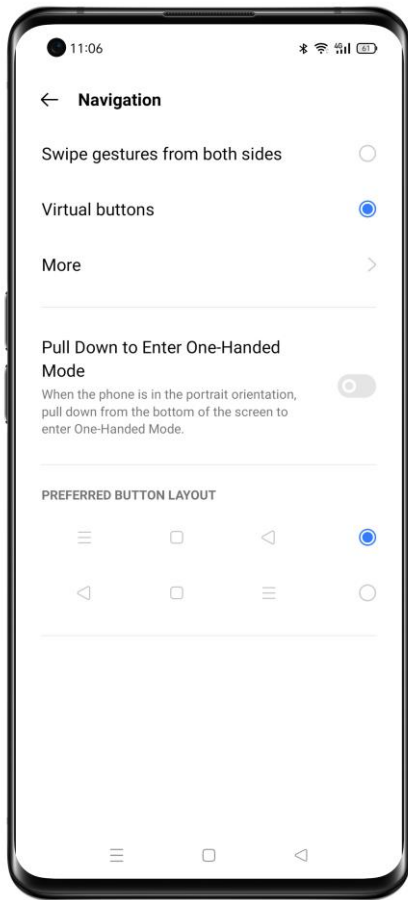 11:06
4G
61
Navigation
Swipe gestures from both sides
Virtual buttons
More
Pull Down to Enter One-Handed
Mode
When the phone is in the portrait orientation,
pull down from the bottom of the screen to
enter One-Handed Mode.
PREFERRED BUTTON LAYOUT